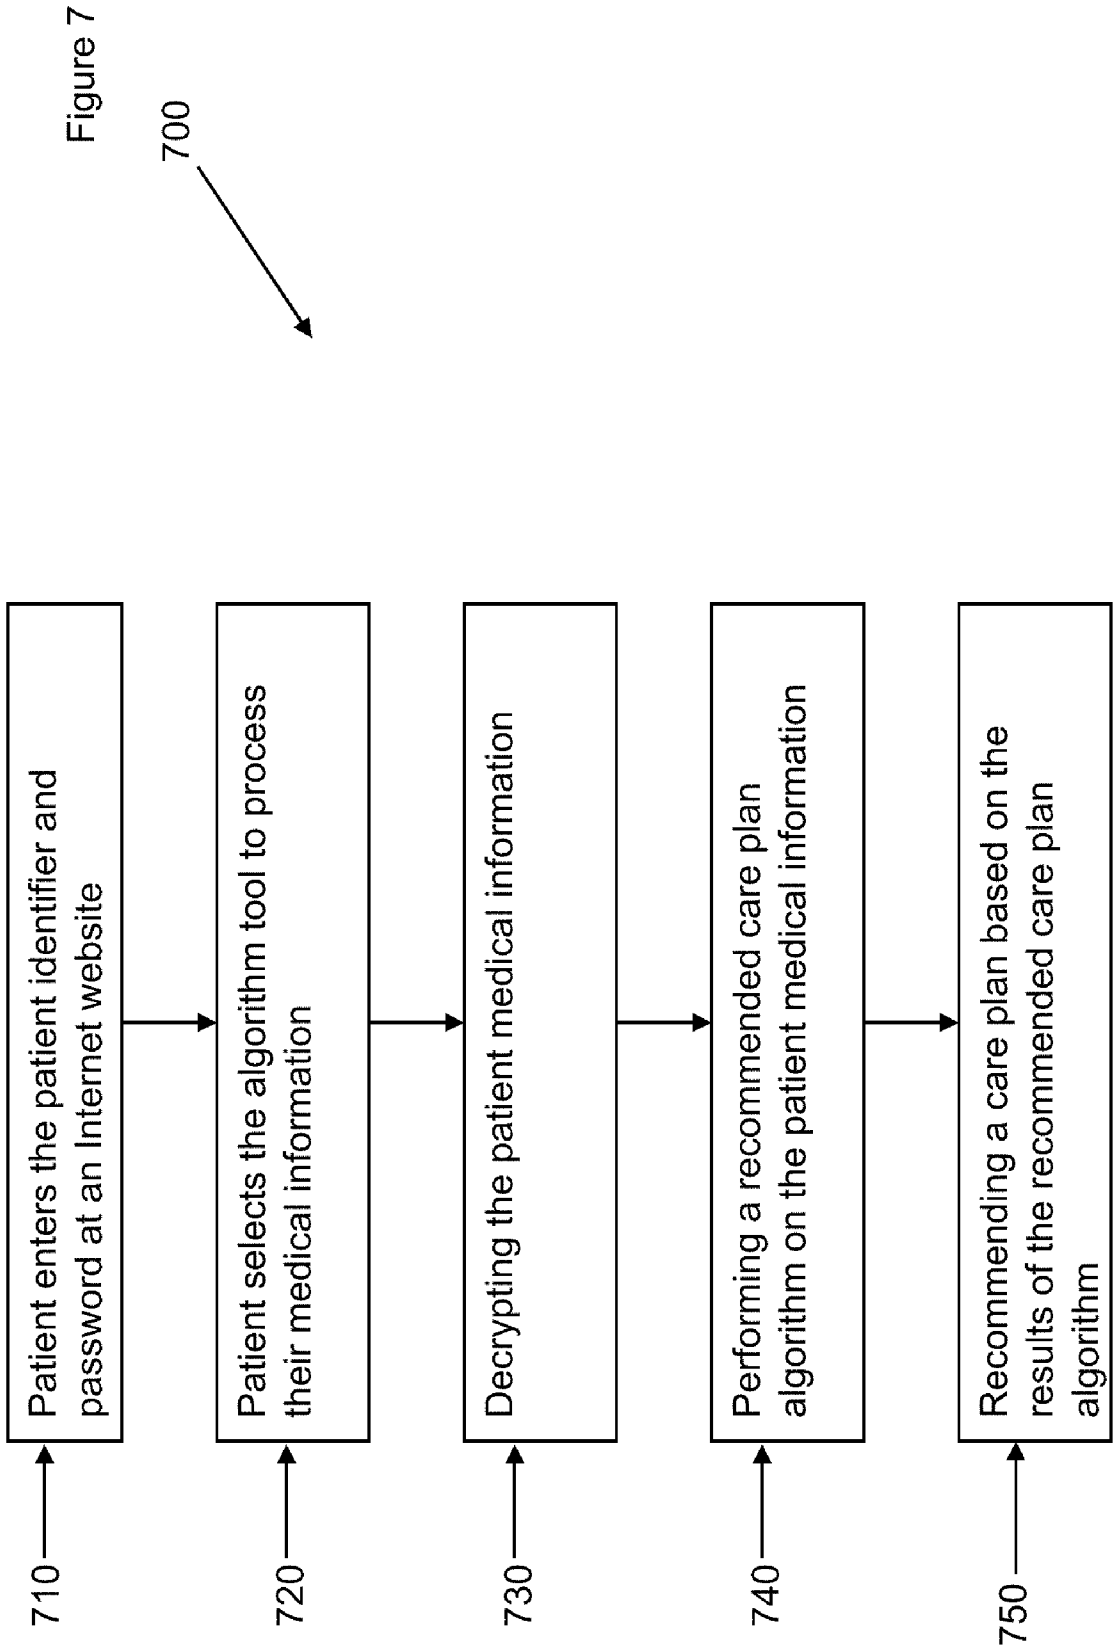 Figure 7
700
710
Patient enters the patient identifier and
password at an Internet website
720
Patient selects the algorithm tool to process
their medical information
730
Decrypting the patient medical information
740
Performing a recommended care plan
algorithm on the patient medical information
750
Recommending a care plan based on the
results of the recommended care plan
algorithm